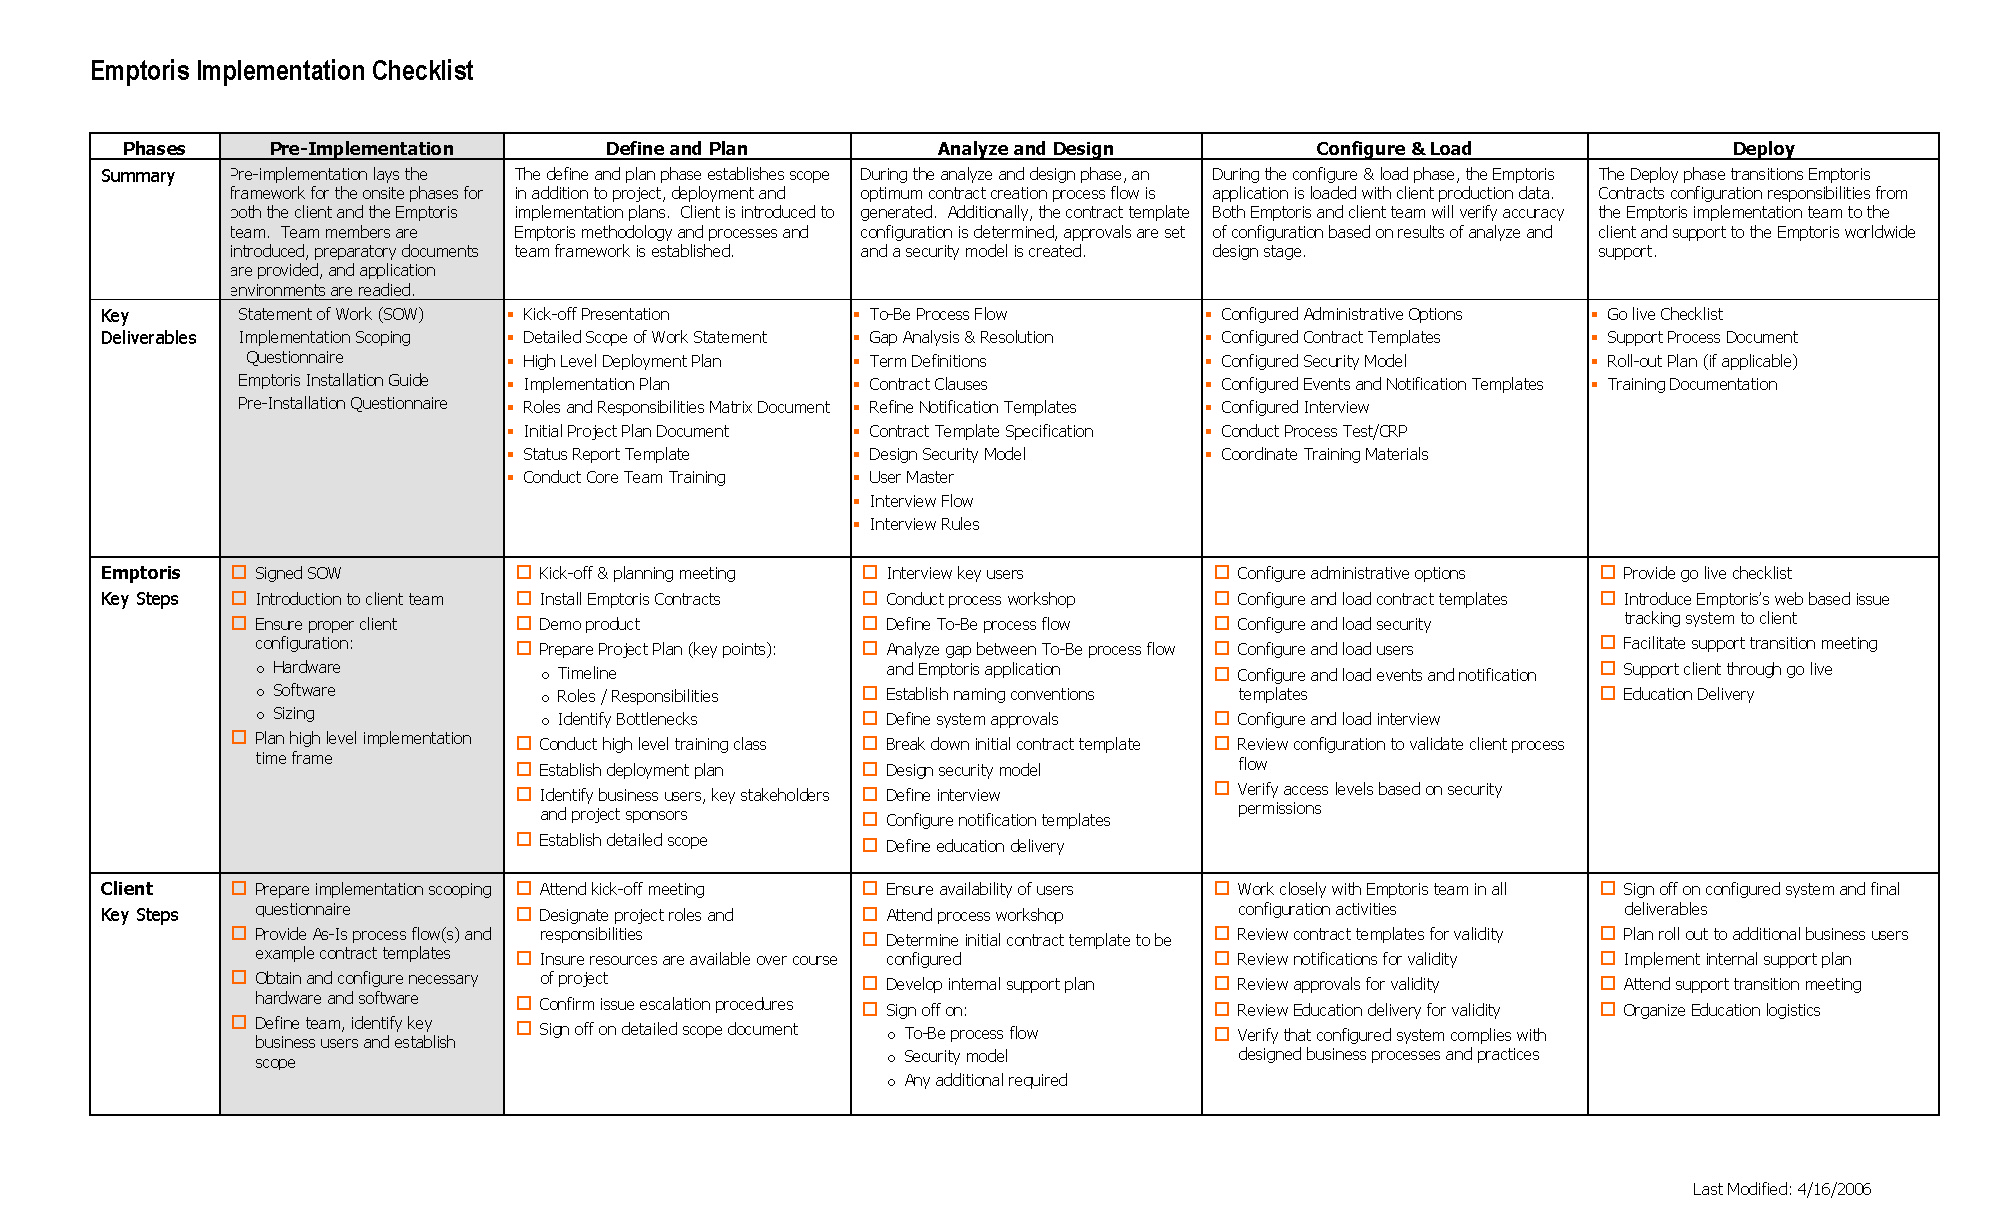 Emptoris Implementation Checklist
Phases
Pre-Implementation
Define and Plan
Analyze and Design
Configure & Load
Deploy
Summary
Pre-implementation lays the
framework for the onsite phases for
both the client and the Emptoris
team.  Team members are
introduced, preparatory documents
are provided, and application
environments are readied.
The define and plan phase establishes scope
in addition to project, deployment and
implementation plans.  Client is introduced to
Emptoris methodology and processes and
team framework is established.
During the analyze and design phase, an
optimum contract creation process flow is
generated.  Additionally, the contract template
configuration is determined, approvals are set
and a security model is created.
During the configure & load phase, the Emptoris
application is loaded with client production data.
Both Emptoris and client team will verify accuracy
of configuration based on results of analyze and
design stage.
The Deploy phase transitions Emptoris
Contracts configuration responsibilities from
the Emptoris implementation team to the
client and support to the Emptoris worldwide
support.
Key
Deliverables
Statement of Work (SOW)
Implementation Scoping
Questionnaire
Emptoris Installation Guide
Pre-Installation Questionnaire
▪ Kick-off Presentation
▪ Detailed Scope of Work Statement
▪ High Level Deployment Plan
▪ Implementation Plan
▪ Roles and Responsibilities Matrix Document
▪ Initial Project Plan Document
▪ Status Report Template
▪ Conduct Core Team Training
▪ To-Be Process Flow
▪ Gap Analysis & Resolution
▪ Term Definitions
▪ Contract Clauses
▪ Refine Notification Templates
▪ Contract Template Specification
▪ Design Security Model
▪ User Master
▪ Interview Flow
▪ Interview Rules
▪ Configured Administrative Options
▪ Configured Contract Templates
▪ Configured Security Model
▪ Configured Events and Notification Templates
▪ Configured Interview
▪ Conduct Process Test/CRP
▪ Coordinate Training Materials
▪ Go live Checklist
▪ Support Process Document
▪ Roll-out Plan (if applicable)
▪ Training Documentation
Emptoris
Key Steps
☐ Signed SOW
☐ Introduction to client team
☐ Ensure proper client
configuration:
o Hardware
o Software
o Sizing
☐ Plan high level implementation
time frame
☐ Kick-off & planning meeting
☐ Install Emptoris Contracts
☐ Demo product
☐ Prepare Project Plan (key points):
o Timeline
o Roles / Responsibilities
o Identify Bottlenecks
☐ Conduct high level training class
☐ Establish deployment plan
☐ Identify business users, key stakeholders
and project sponsors
☐ Establish detailed scope
☐ Interview key users
☐ Conduct process workshop
☐ Define To-Be process flow
☐ Analyze gap between To-Be process flow
and Emptoris application
☐ Establish naming conventions
☐ Define system approvals
☐ Break down initial contract template
☐ Design security model
☐ Define interview
☐ Configure notification templates
☐ Define education delivery
☐ Configure administrative options
☐ Configure and load contract templates
☐ Configure and load security
☐ Configure and load users
☐ Configure and load events and notification
templates
☐ Configure and load interview
☐ Review configuration to validate client process
flow
☐ Verify access levels based on security
permissions
☐ Provide go live checklist
☐ Introduce Emptoris's web based issue
tracking system to client
☐ Facilitate support transition meeting
☐ Support client through go live
☐ Education Delivery
Client
Key Steps
☐ Prepare implementation scooping
questionnaire
☐ Provide As-Is process flow(s) and
example contract templates
☐ Obtain and configure necessary
hardware and software
☐ Define team, identify key
business users and establish
scope
☐ Attend kick-off meeting
☐ Designate project roles and
responsibilities
☐ Insure resources are available over course
of project
☐ Confirm issue escalation procedures
☐ Sign off on detailed scope document
☐ Ensure availability of users
☐ Attend process workshop
☐ Determine initial contract template to be
configured
☐ Develop internal support plan
☐ Sign off on:
o To-Be process flow
o Security model
o Any additional required
☐ Work closely with Emptoris team in all
configuration activities
☐ Review contract templates for validity
☐ Review notifications for validity
☐ Review approvals for validity
☐ Review Education delivery for validity
☐ Verify that configured system complies with
designed business processes and practices
☐ Sign off on configured system and final
deliverables
☐ Plan roll out to additional business users
☐ Implement internal support plan
☐ Attend support transition meeting
☐ Organize Education logistics
Last Modified: 4/16/2006